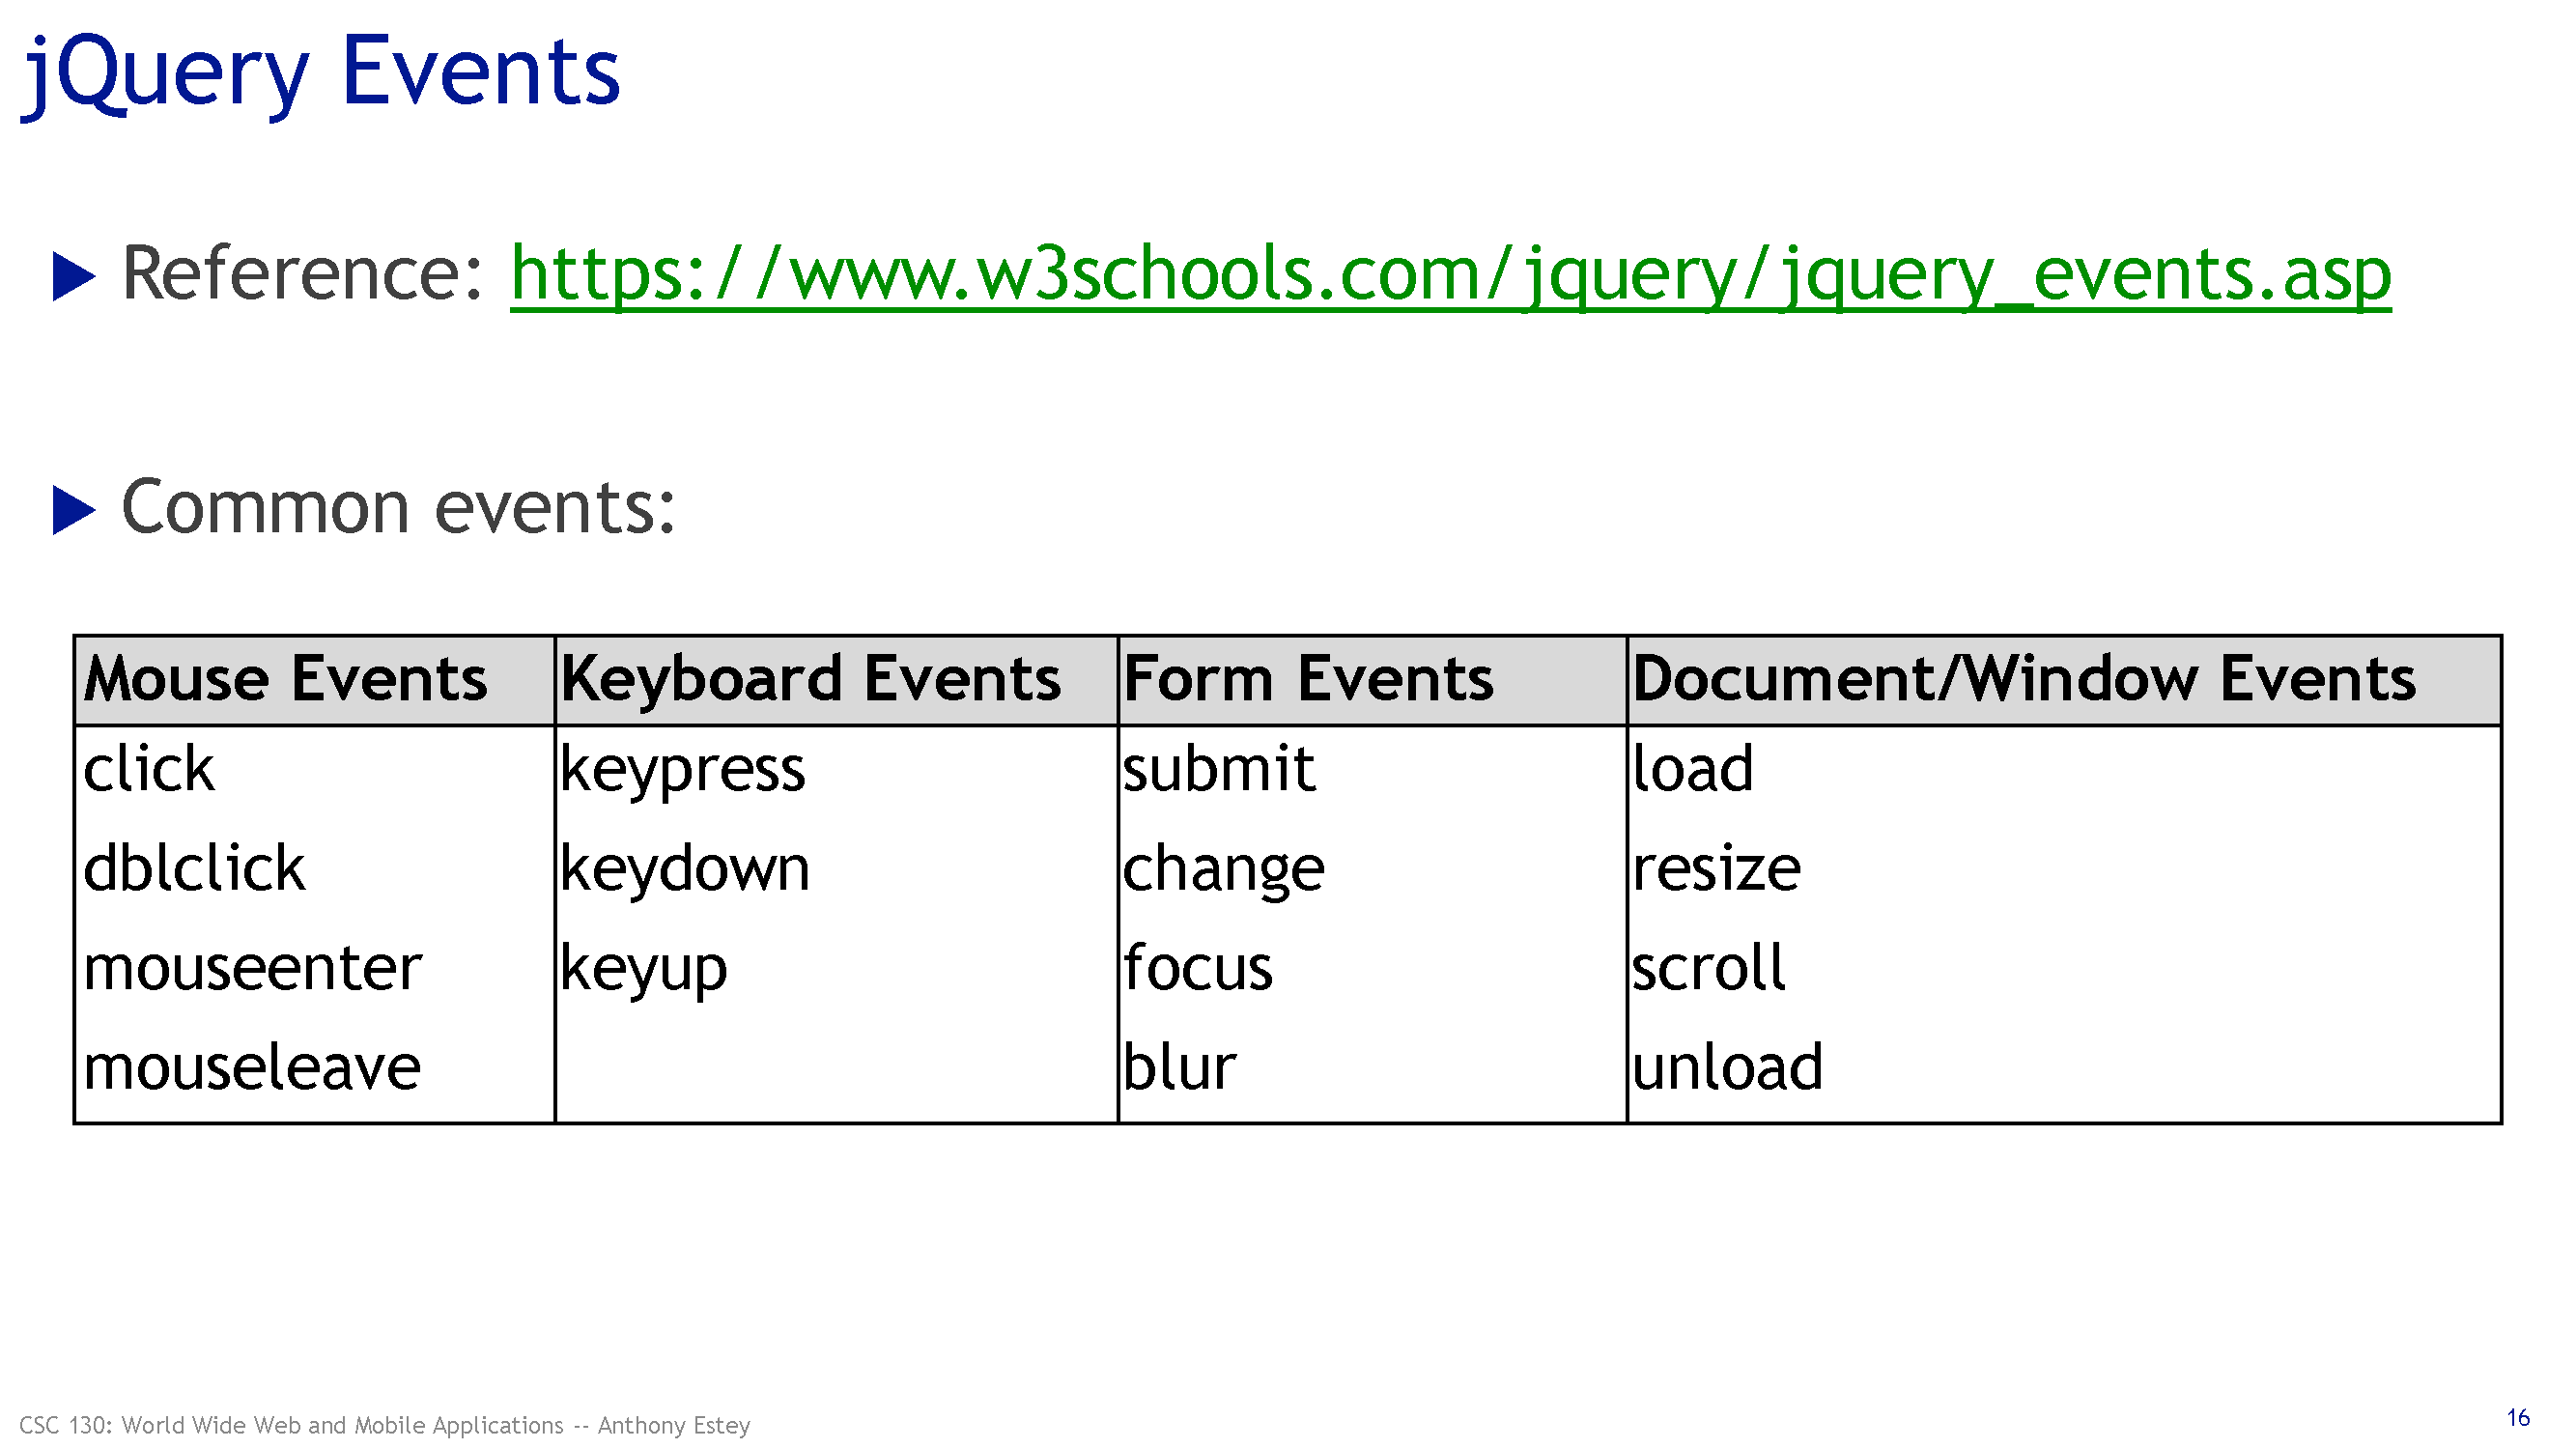 jQuery Events
Reference: https://www.w3schools.com/jquery/jquery_events.asp
Common events:
Mouse Events Keyboard Events Form Events Document/Window Events
click keypress submit load
dblclick keydown change resize
mouseenter keyup focus scroll
mouseleave blur unload
CSC 130: World Wide Web and Mobile Applications -- Anthony Estey
16